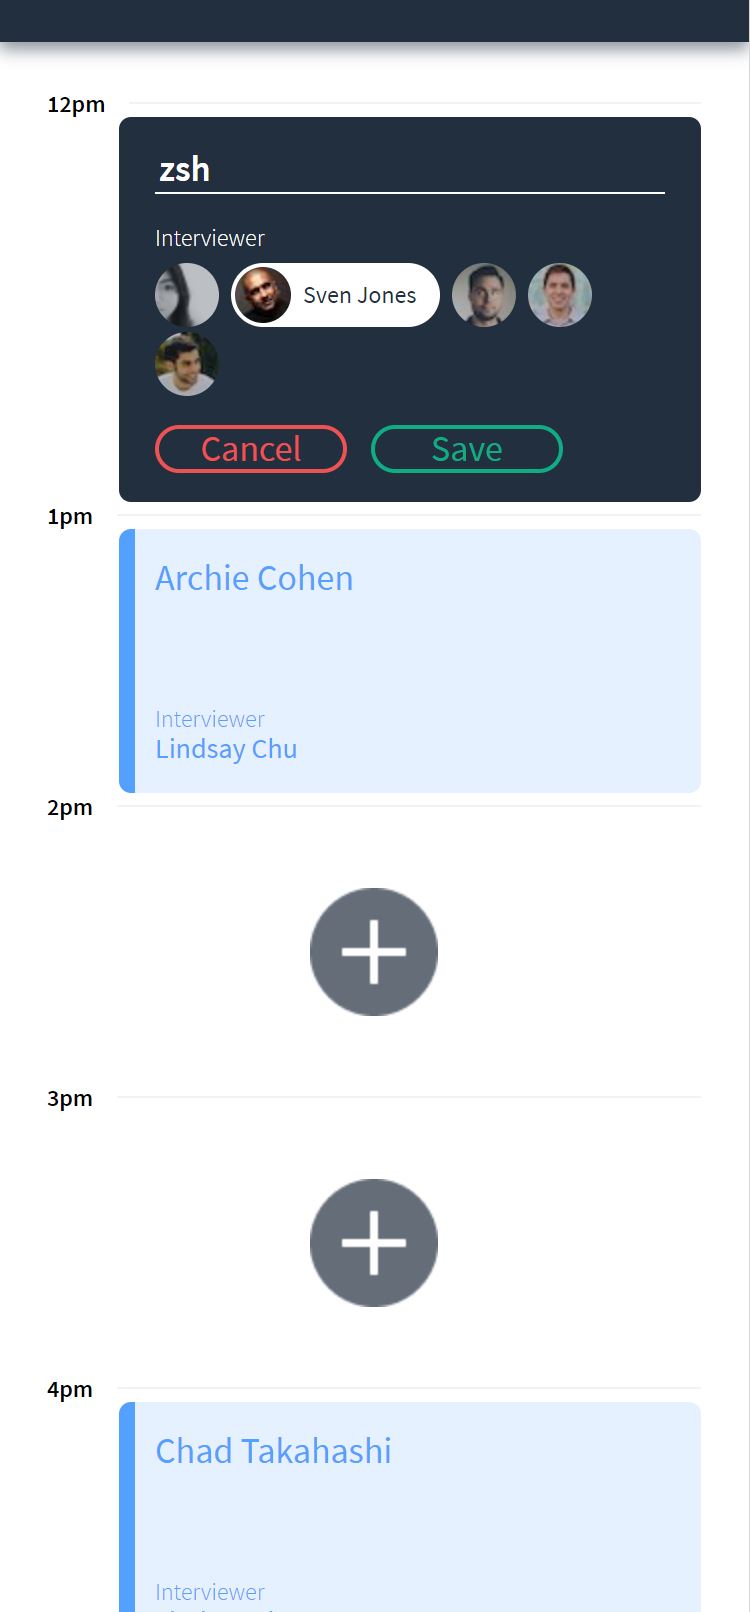 12pm
zsh
Interviewer
Sven Jones
Cancel Save
1pm
Archie Cohen
Interviewer
Lindsay Chu
2pm
3pm
4pm
Chad Takahashi
Interviewer